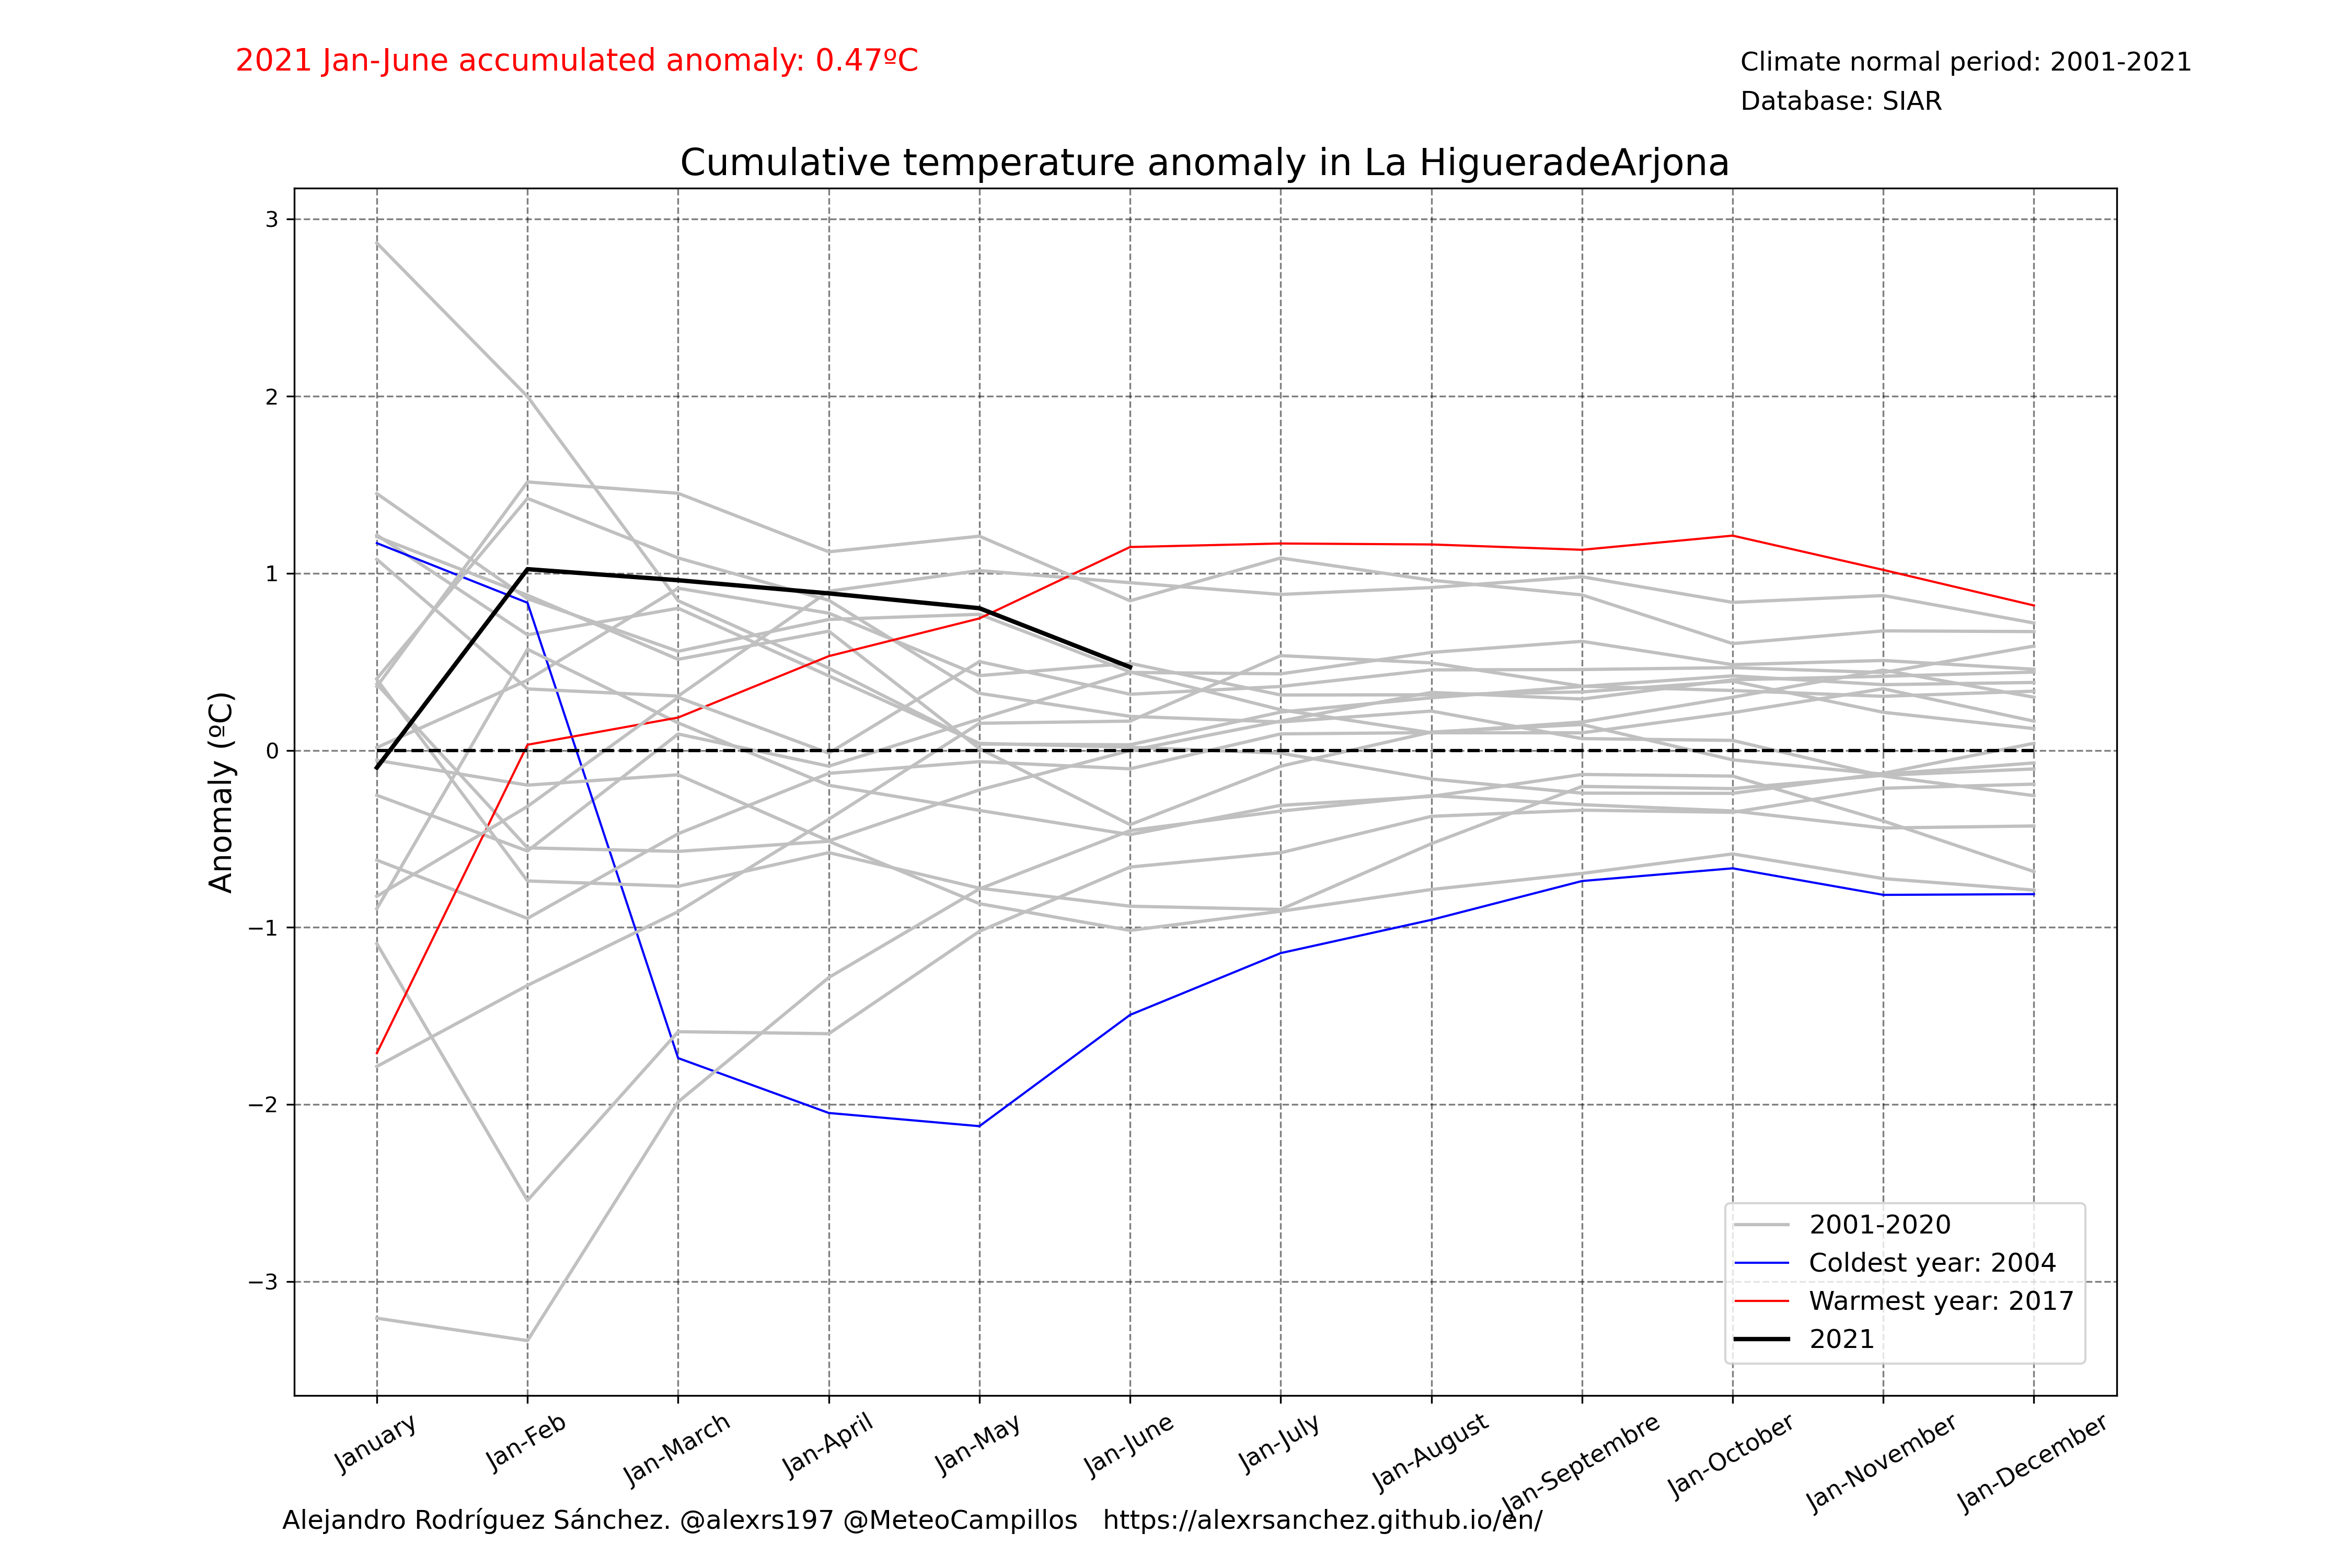 2021 Jan-June accumulated anomaly: 0.47ºC
Climate normal period: 2001-2021
Database: SIAR
Cumulative temperature anomaly in La HigueradeArjona
Anomaly (ºC)
3
2
1
0
−1
−2
−3
2001-2020
Coldest year: 2004
Warmest year: 2017
2021
January
Jan-Feb
Jan-March
Jan-April
Jan-May
Jan-June
Jan-July
Jan-August
Jan-Septembre
Jan-October
Jan-November
Jan-December
Alejandro Rodríguez Sánchez. @alexrs197 @MeteoCampillos   https://alexrsanchez.github.io/en/